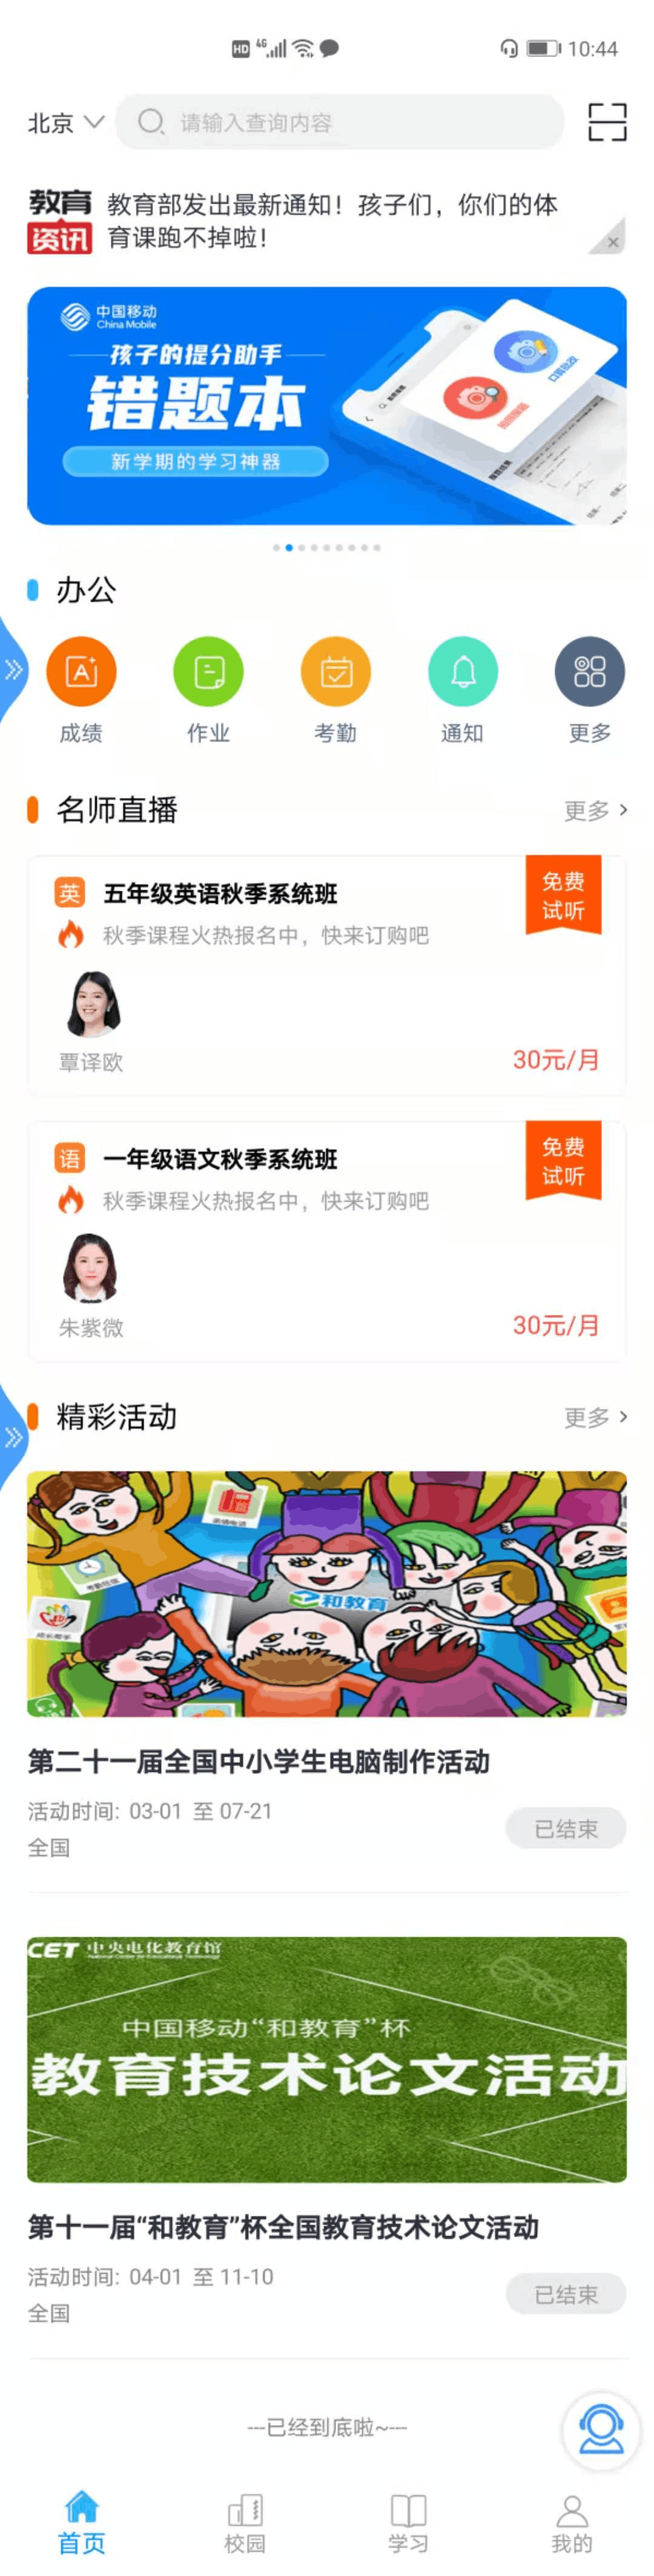 HD 4G 10:44
北京 请输入查询内容
教育 教育部发出最新通知！孩子们，你们的体
资讯 育课跑不掉啦！
中国移动
China Mobile
孩子的提分助手
错题本
新学期的学习神器
办公
成绩 作业 考勤 通知 更多
名师直播 更多
英 五年级英语秋季系统班 免费
试听
秋季课程火热报名中，快来订购吧
覃译欧 30元/月
语 一年级语文秋季系统班 免费
试听
秋季课程火热报名中，快来订购吧
朱紫微 30元/月
精彩活动 更多
和教育
第二十一届全国中小学生电脑制作活动
活动时间: 03-01 至 07-21
全国 已结束
CET 中央电化教育馆
中国移动“和教育”杯
教育技术论文活动
第十一届“和教育”杯全国教育技术论文活动
活动时间: 04-01 至 11-10
全国 已结束
---已经到底啦~---
首页 校园 学习 我的